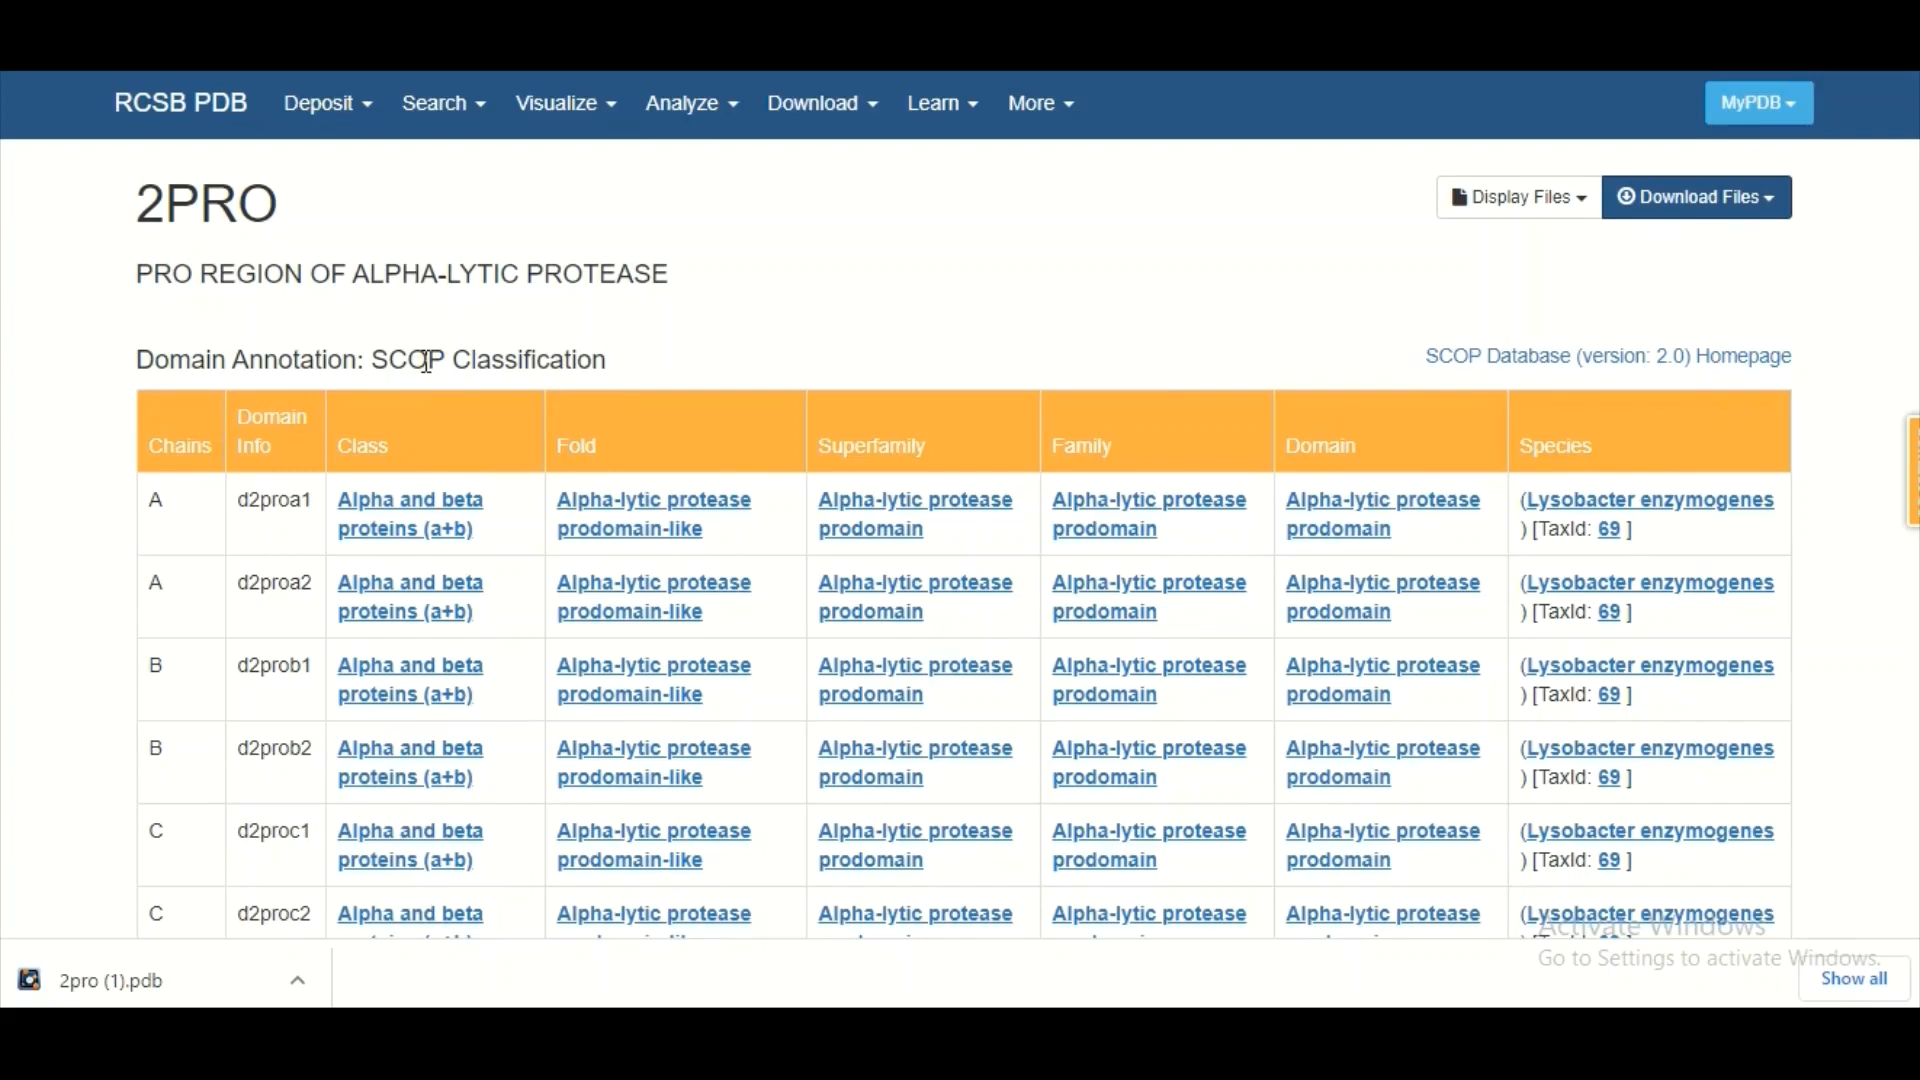 RCSB PDB Deposit Search Visualize Analyze Download Learn More MyPDB
2PRO
Display Files Download Files
PRO REGION OF ALPHA-LYTIC PROTEASE
Domain Annotation: SCOP Classification
SCOP Database (version: 2.0) Homepage
Chains Domain Info Class Fold Superfamily Family Domain Species
A d2proa1 Alpha and beta Alpha-lytic protease Alpha-lytic protease Alpha-lytic protease Alpha-lytic protease (Lysobacter enzymogenes
proteins (a+b) prodomain-like prodomain prodomain prodomain ) [TaxId: 69 ]
A d2proa2 Alpha and beta Alpha-lytic protease Alpha-lytic protease Alpha-lytic protease Alpha-lytic protease (Lysobacter enzymogenes
proteins (a+b) prodomain-like prodomain prodomain prodomain ) [TaxId: 69 ]
B d2prob1 Alpha and beta Alpha-lytic protease Alpha-lytic protease Alpha-lytic protease Alpha-lytic protease (Lysobacter enzymogenes
proteins (a+b) prodomain-like prodomain prodomain prodomain ) [TaxId: 69 ]
B d2prob2 Alpha and beta Alpha-lytic protease Alpha-lytic protease Alpha-lytic protease Alpha-lytic protease (Lysobacter enzymogenes
proteins (a+b) prodomain-like prodomain prodomain prodomain ) [TaxId: 69 ]
C d2proc1 Alpha and beta Alpha-lytic protease Alpha-lytic protease Alpha-lytic protease Alpha-lytic protease (Lysobacter enzymogenes
proteins (a+b) prodomain-like prodomain prodomain prodomain ) [TaxId: 69 ]
C d2proc2 Alpha and beta Alpha-lytic protease Alpha-lytic protease Alpha-lytic protease Alpha-lytic protease (Lysobacter enzymogenes
Activate Windows
Go to Settings to activate Windows.
2pro (1).pdb
Show all